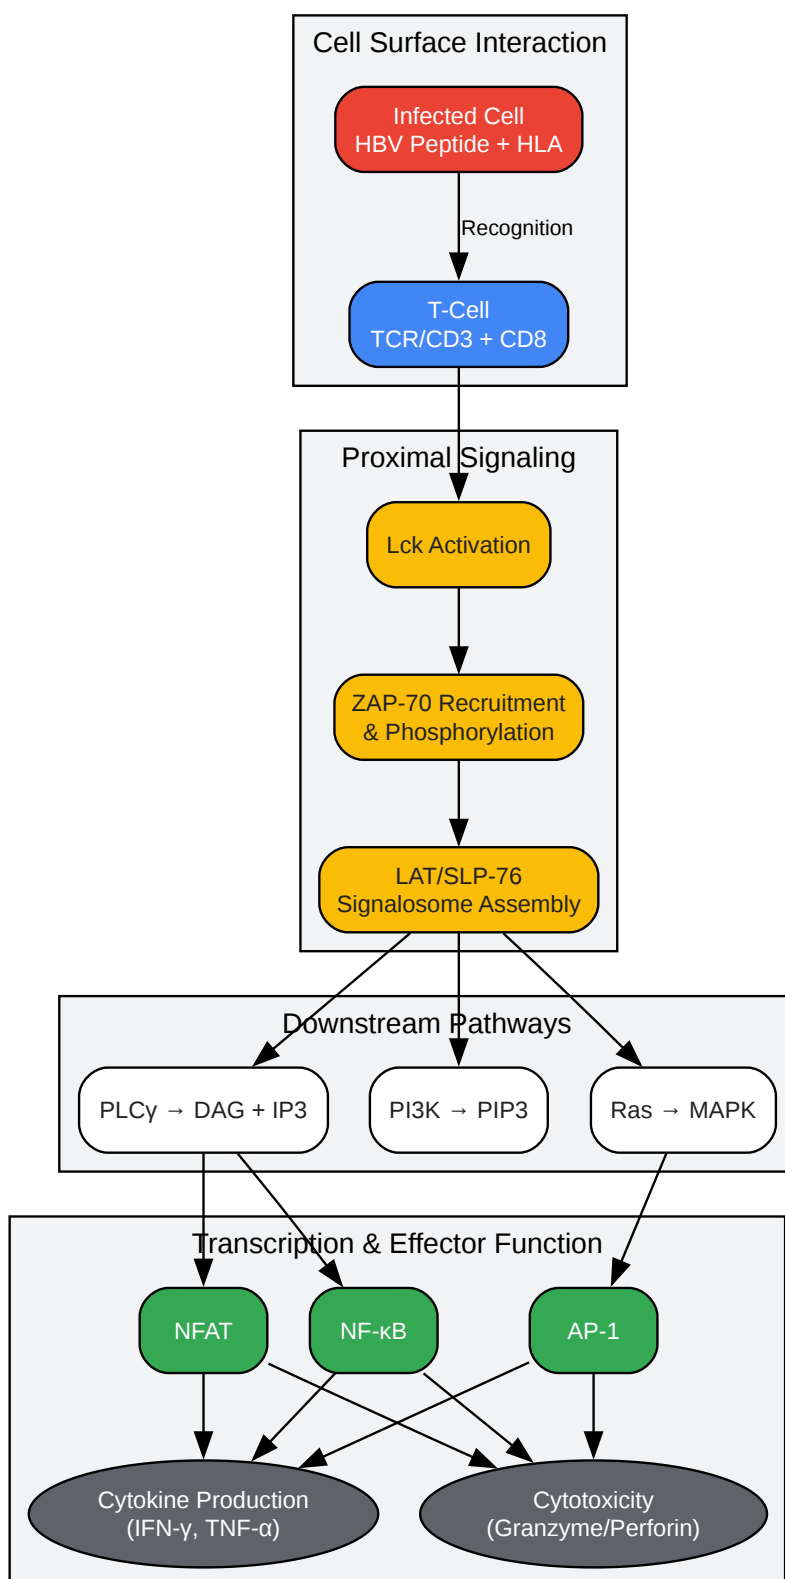 Cell Surface Interaction
Infected Cell
HBV Peptide + HLA
Recognition
T-Cell
TCR/CD3 + CD8
Proximal Signaling
Lck Activation
ZAP-70 Recruitment
& Phosphorylation
LAT/SLP-76
Signalosome Assembly
Downstream Pathways
PLCγ → DAG + IP3
PI3K → PIP3
Ras → MAPK
Transcription & Effector Function
NFAT
NF-κB
AP-1
Cytokine Production
(IFN-γ, TNF-α)
Cytotoxicity
(Granzyme/Perforin)